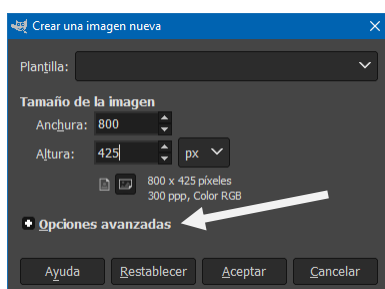 Crear una imagen nueva
Plantilla:
Tamaño de la imagen
Anchura: 800
Altura: 425 px
800 x 425 píxeles
300 ppp, Color RGB
Opciones avanzadas
Ayuda Restablecer Aceptar Cancelar